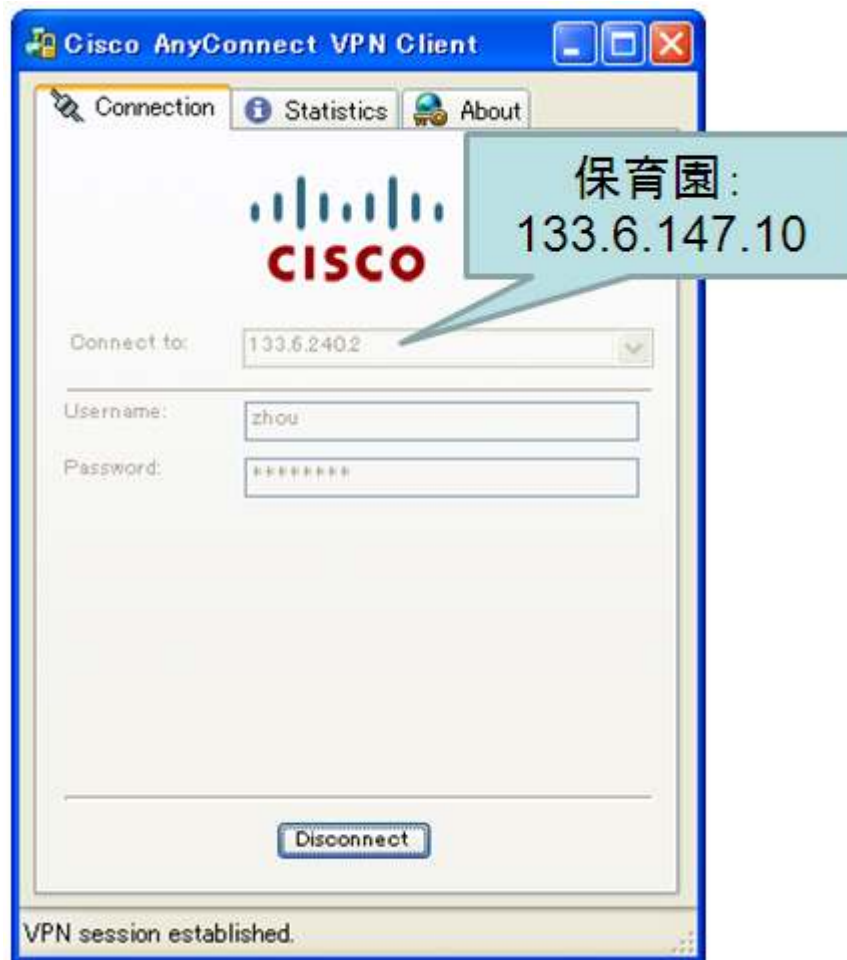 Cisco AnyConnect VPN Client
Connection
Statistics
About
保育園:
133.6.147.10
CISCO
Connect to:
133.6.240.2
Username:
zhou
Password:
********
Disconnect
VPN session established.